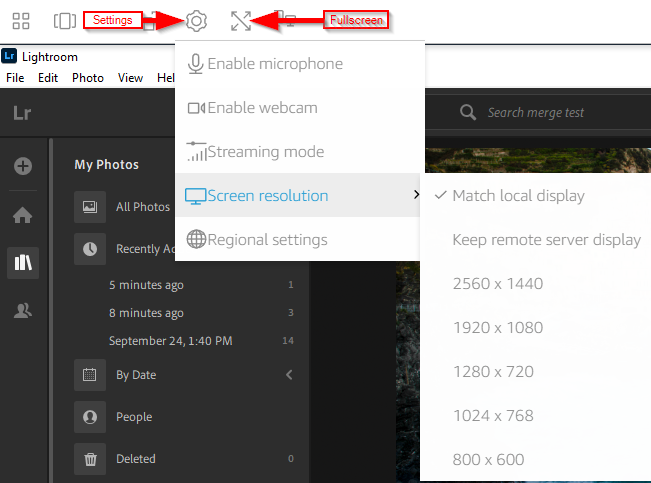 Settings
Fullscreen
Lr Lightroom
File Edit Photo View Hel
Enable microphone
Enable webcam
Streaming mode
Screen resolution
Regional settings
Match local display
Keep remote server display
2560 x 1440
1920 x 1080
1280 x 720
1024 x 768
800 x 600
Lr
Search merge test
My Photos
All Photos
Recently Ad
5 minutes ago 1
8 minutes ago 3
September 24, 1:40 PM 14
By Date
People
Deleted 0